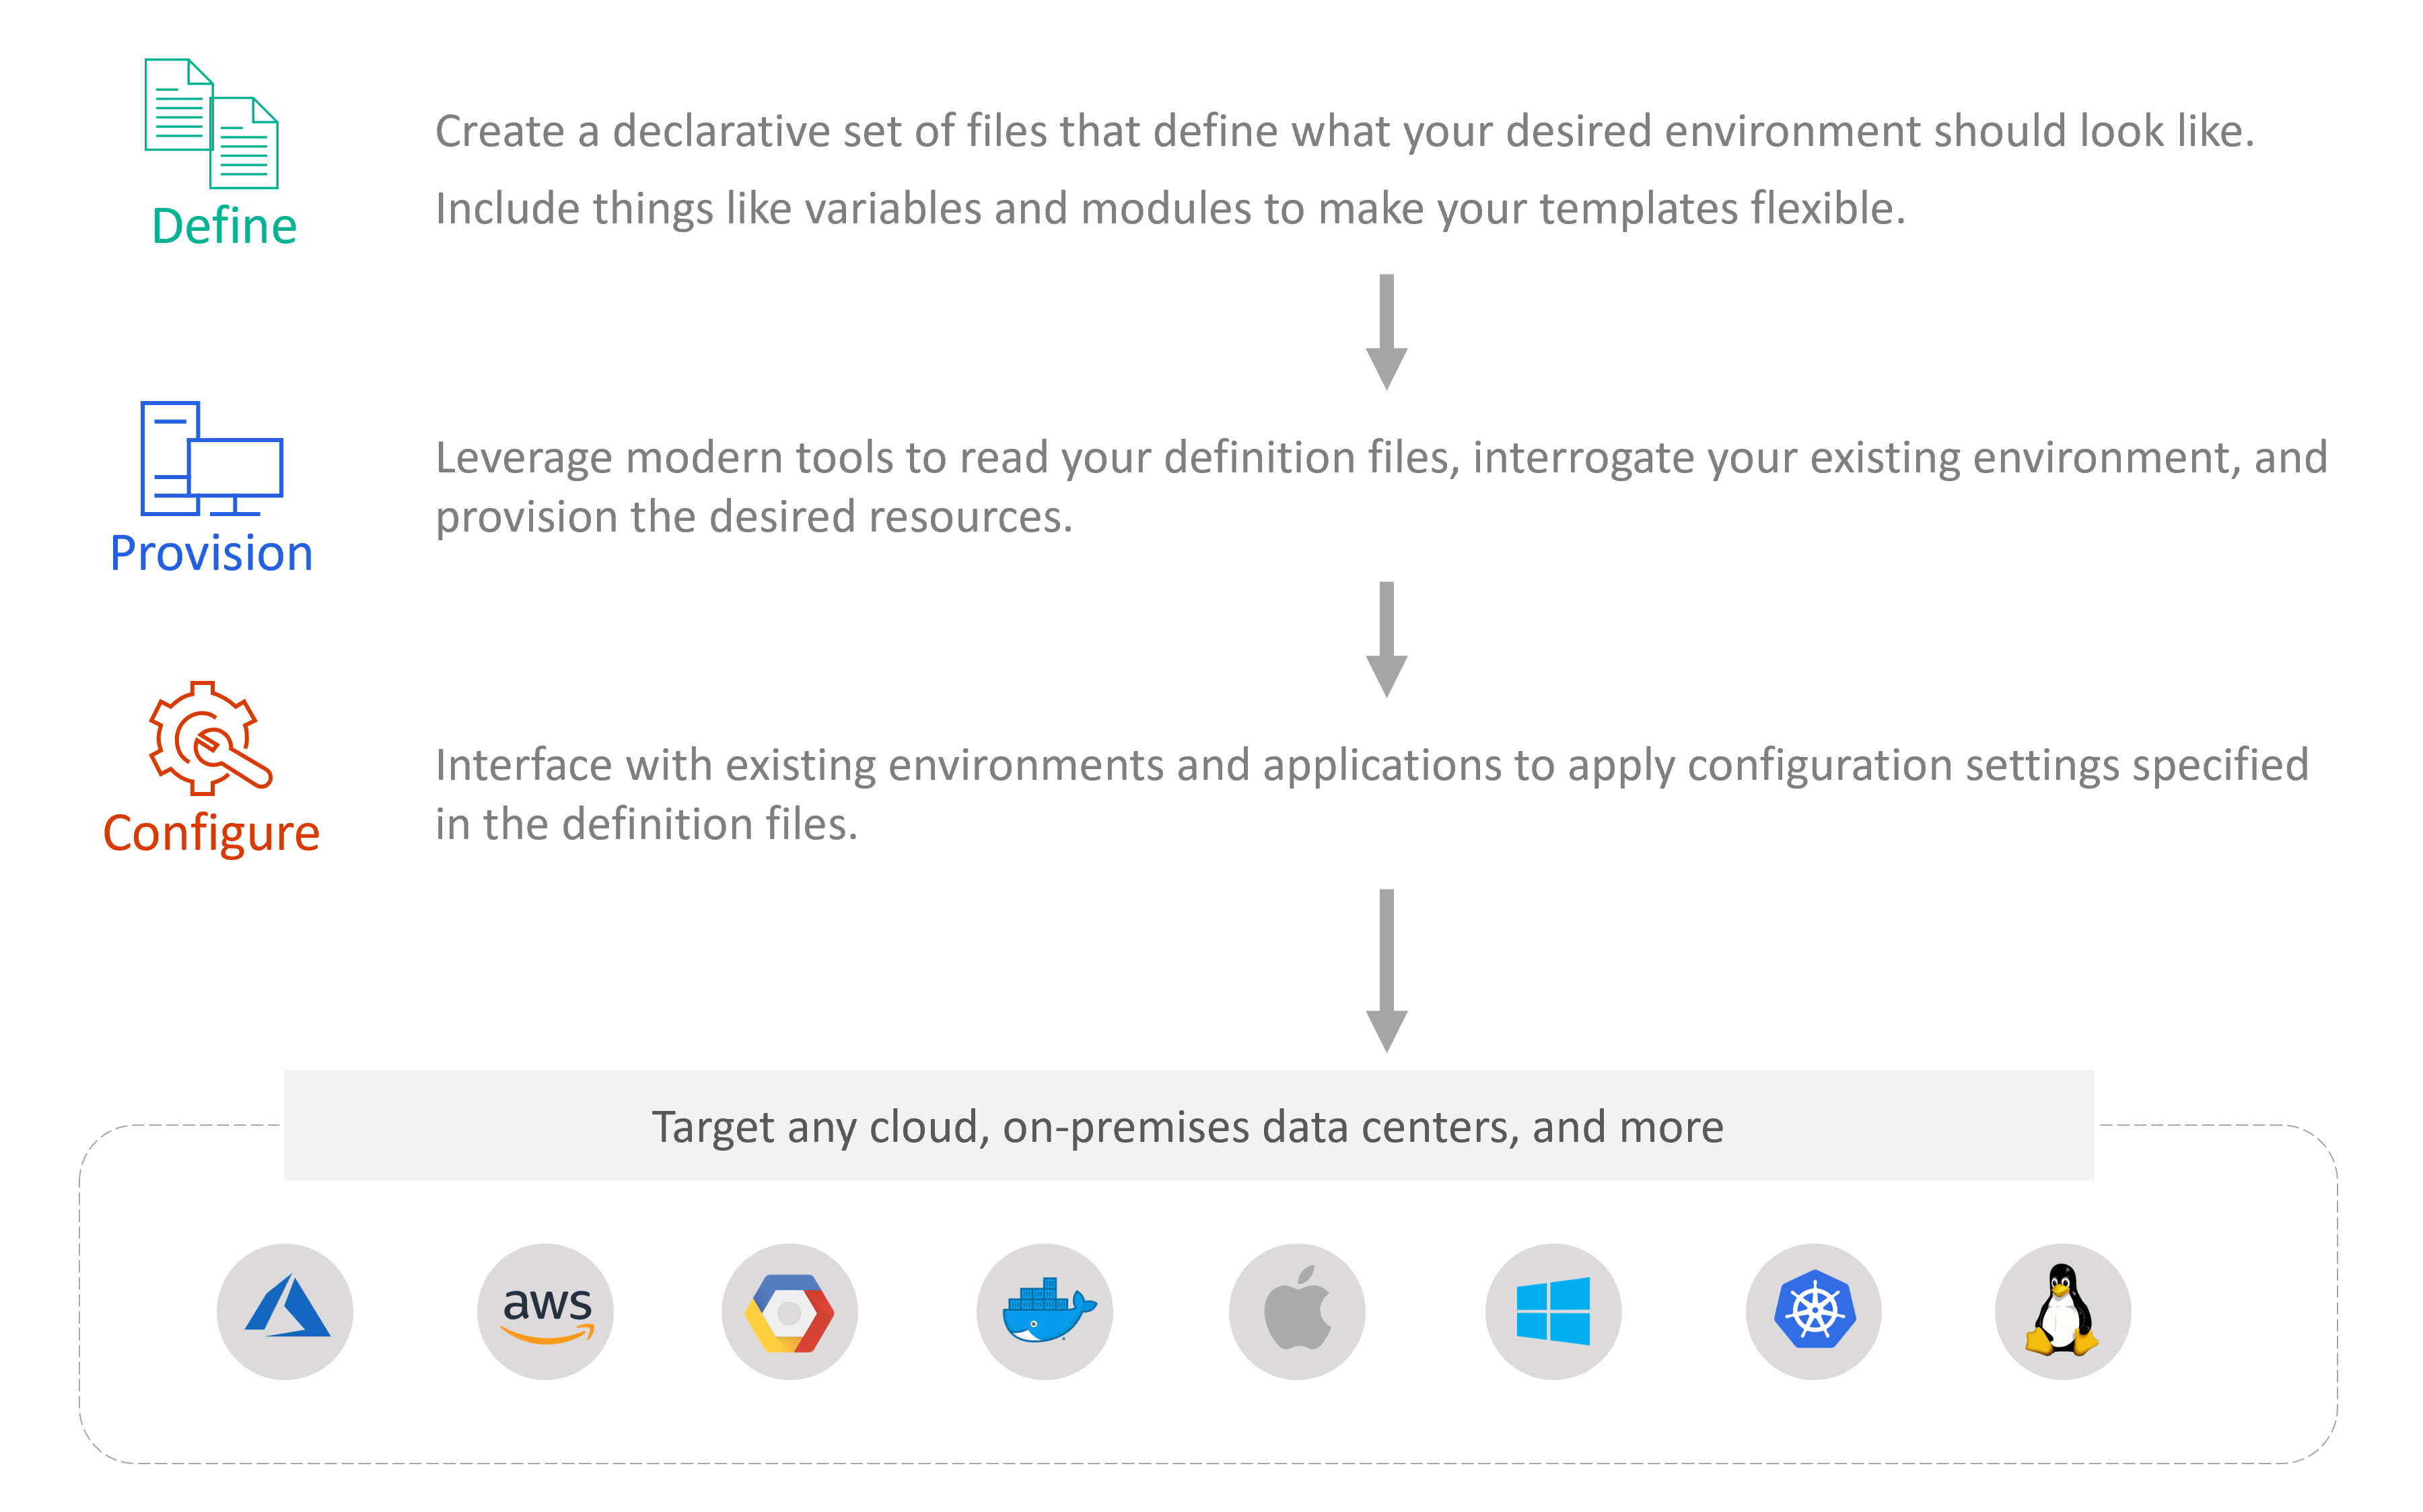 Define
Create a declarative set of files that define what your desired environment should look like.
Include things like variables and modules to make your templates flexible.
Provision
Leverage modern tools to read your definition files, interrogate your existing environment, and
provision the desired resources.
Configure
Interface with existing environments and applications to apply configuration settings specified
in the definition files.
Target any cloud, on-premises data centers, and more
aws